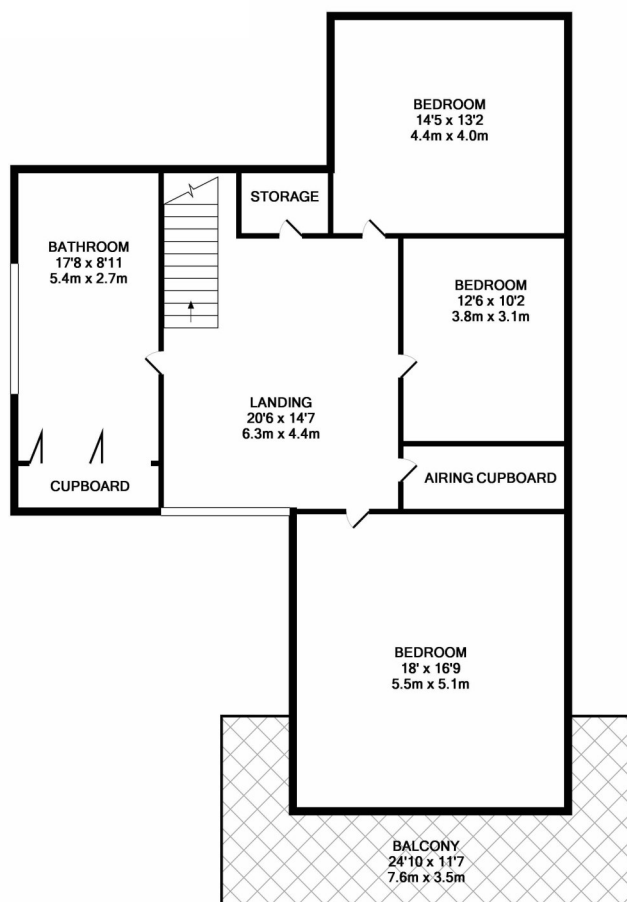 BEDROOM
14'5 x 13'2
4.4m x 4.0m
STORAGE
BATHROOM
17'8 x 8'11
5.4m x 2.7m
BEDROOM
12'6 x 10'2
3.8m x 3.1m
LANDING
20'6 x 14'7
6.3m x 4.4m
CUPBOARD
AIRING CUPBOARD
BEDROOM
18' x 16'9
5.5m x 5.1m
BALCONY
24'10 x 11'7
7.6m x 3.5m